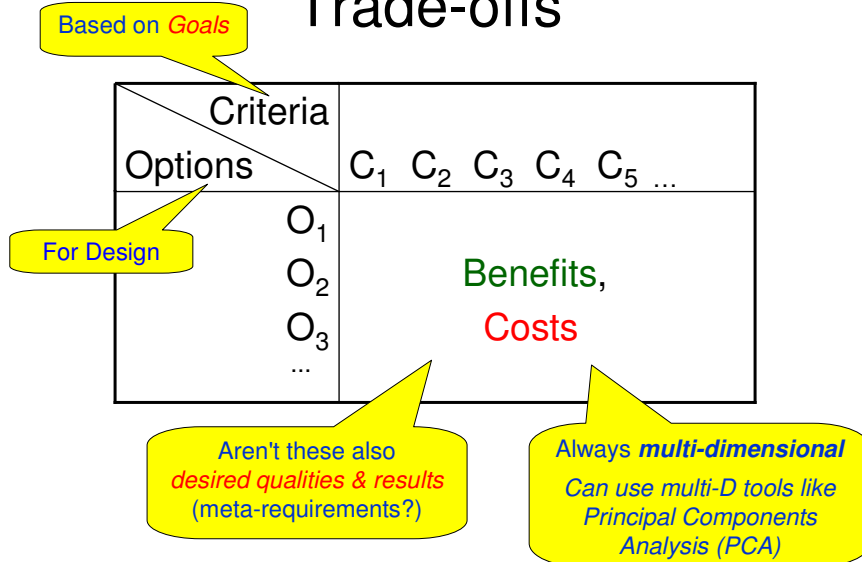 Trade-offs
Based on Goals
Criteria
Options
C1 C2 C3 C4 C5 ...
For Design
O1
O2
O3
...
Benefits,
Costs
Aren't these also
desired qualities & results
(meta-requirements?)
Always multi-dimensional
Can use multi-D tools like
Principal Components
Analysis (PCA)